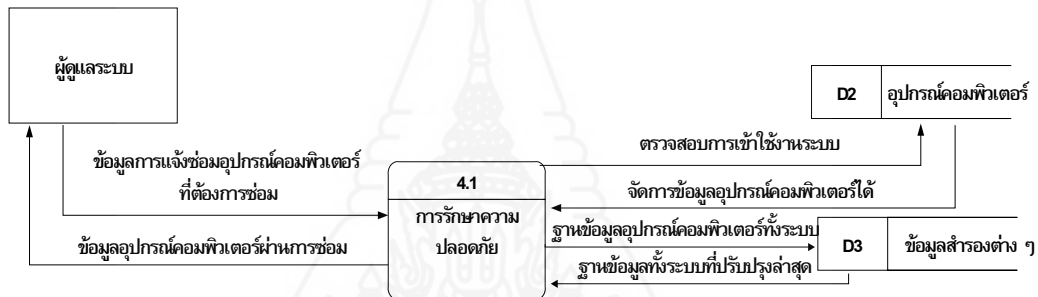 ผู้ดูแลระบบ
D2
อุปกรณ์คอมพิวเตอร์
ตรวจสอบการเข้าใช้งานระบบ
ข้อมูลการแจ้งซ่อมอุปกรณ์คอมพิวเตอร์
ที่ต้องการซ่อม
4.1
การรักษาความ
ปลอดภัย
จัดการข้อมูลอุปกรณ์คอมพิวเตอร์ได้
ฐานข้อมูลอุปกรณ์คอมพิวเตอร์ทั้งระบบ
ข้อมูลอุปกรณ์คอมพิวเตอร์ผ่านการซ่อม
D3
ข้อมูลสำรองต่าง ๆ
ฐานข้อมูลทั้งระบบที่ปรับปรุงล่าสุด